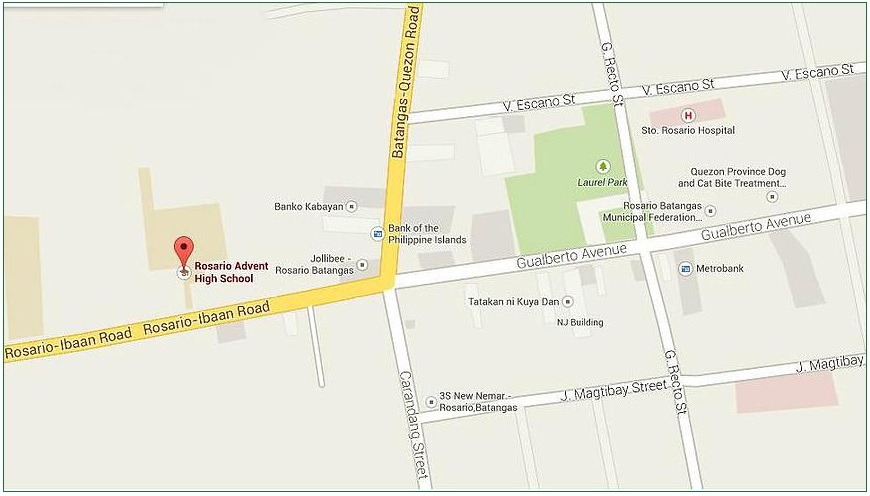 Batangas-Quezon Road
G. Recto St
V. Escano St
V. Escano St
V. Escano St
H
Sto. Rosario Hospital
Laurel Park
Quezon Province Dog
and Cat Bite Treatment...
Rosario Batangas
Municipal Federation...
Banko Kabayan
Bank of the
Philippine Islands
Gualberto Avenue
Gualberto Avenue
Jollibee -
Rosario Batangas
Rosario Advent
High School
Metrobank
Tatakan ni Kuya Dan
NJ Building
Rosario-Ibaan Road
Rosario-Ibaan Road
G. Recto St
J. Magtibay
J. Magtibay Street
Carandang Street
3S New Nemar -
Rosario,Batangas